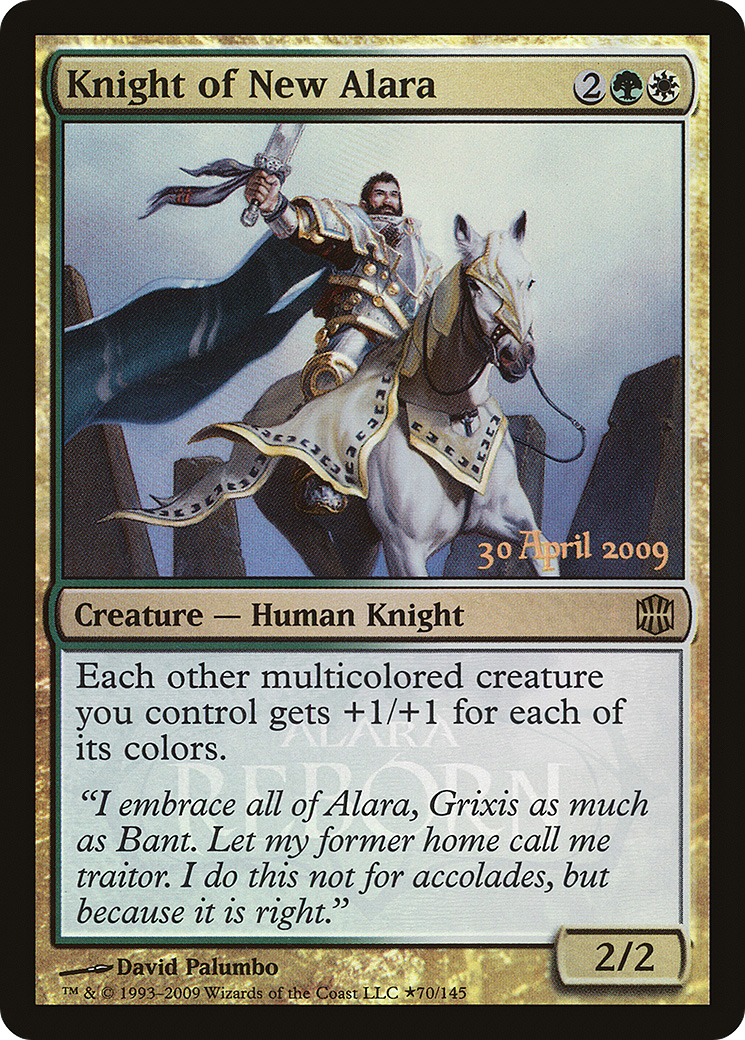 Knight of New Alara 2
30 April 2009
Creature — Human Knight
Each other multicolored creature
you control gets +1/+1 for each of
its colors.
ALARA
REBORN
“I embrace all of Alara, Grixis as much
as Bant. Let my former home call me
traitor. I do this not for accolades, but
because it is right.”
2/2
David Palumbo
™ & © 1993–2009 Wizards of the Coast LLC ★70/145